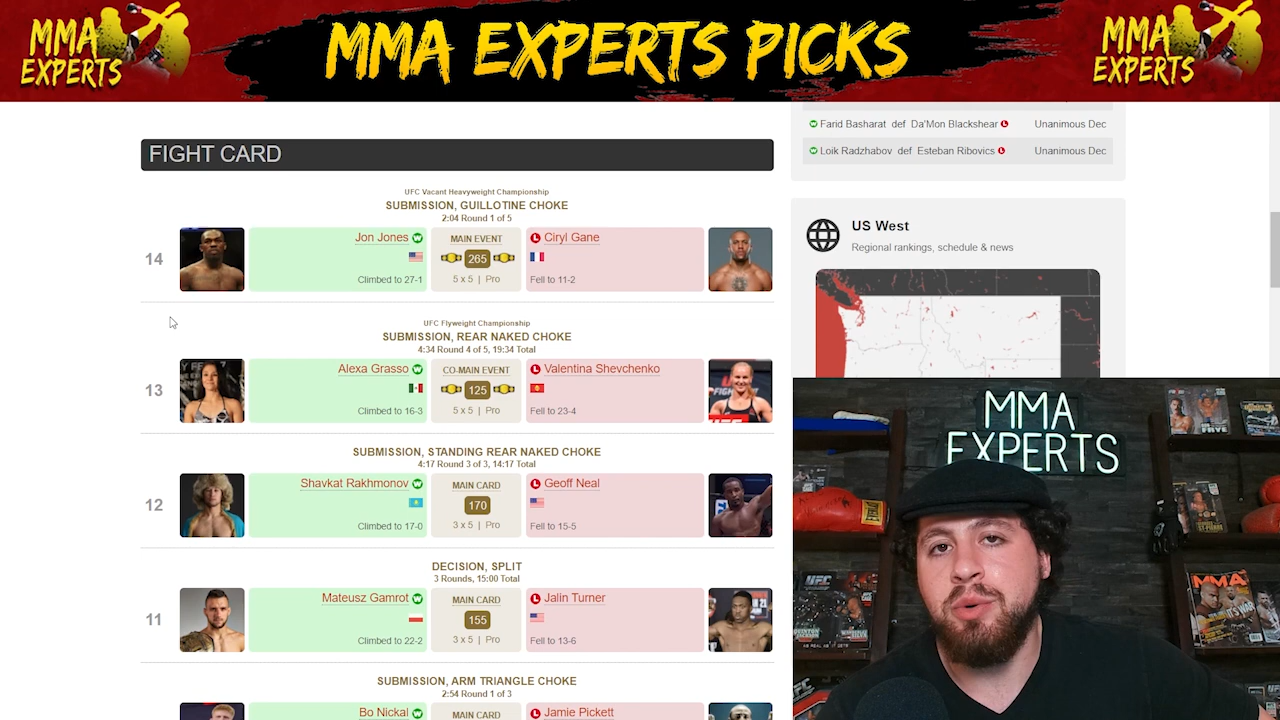 MMA
EXPERTS
MMA EXPERTS PICKS
MMA
EXPERTS
Farid Basharat def Da'Mon Blackshear L Unanimous Dec
Loik Radzhabov def Esteban Ribovics L Unanimous Dec
FIGHT CARD
UFC Vacant Heavyweight Championship
SUBMISSION, GUILLOTINE CHOKE
2:04 Round 1 of 5
14
Jon Jones W
Climbed to 27-1
MAIN EVENT
265
5 x 5 | Pro
L Ciryl Gane
Fell to 11-2
UFC Flyweight Championship
SUBMISSION, REAR NAKED CHOKE
4:34 Round 4 of 5, 19:34 Total
13
Alexa Grasso W
Climbed to 16-3
CO-MAIN EVENT
125
5 x 5 | Pro
L Valentina Shevchenko
Fell to 23-4
SUBMISSION, STANDING REAR NAKED CHOKE
4:17 Round 3 of 3, 14:17 Total
12
Shavkat Rakhmonov W
Climbed to 17-0
MAIN CARD
170
3 x 5 | Pro
L Geoff Neal
Fell to 15-5
DECISION, SPLIT
3 Rounds, 15:00 Total
11
Mateusz Gamrot W
Climbed to 22-2
MAIN CARD
155
3 x 5 | Pro
L Jalin Turner
Fell to 13-6
SUBMISSION, ARM TRIANGLE CHOKE
2:54 Round 1 of 3
Bo Nickal W
MAIN CARD
L Jamie Pickett
US West
Regional rankings, schedule & news
MMA
EXPERTS
UFC
MMA
UFC